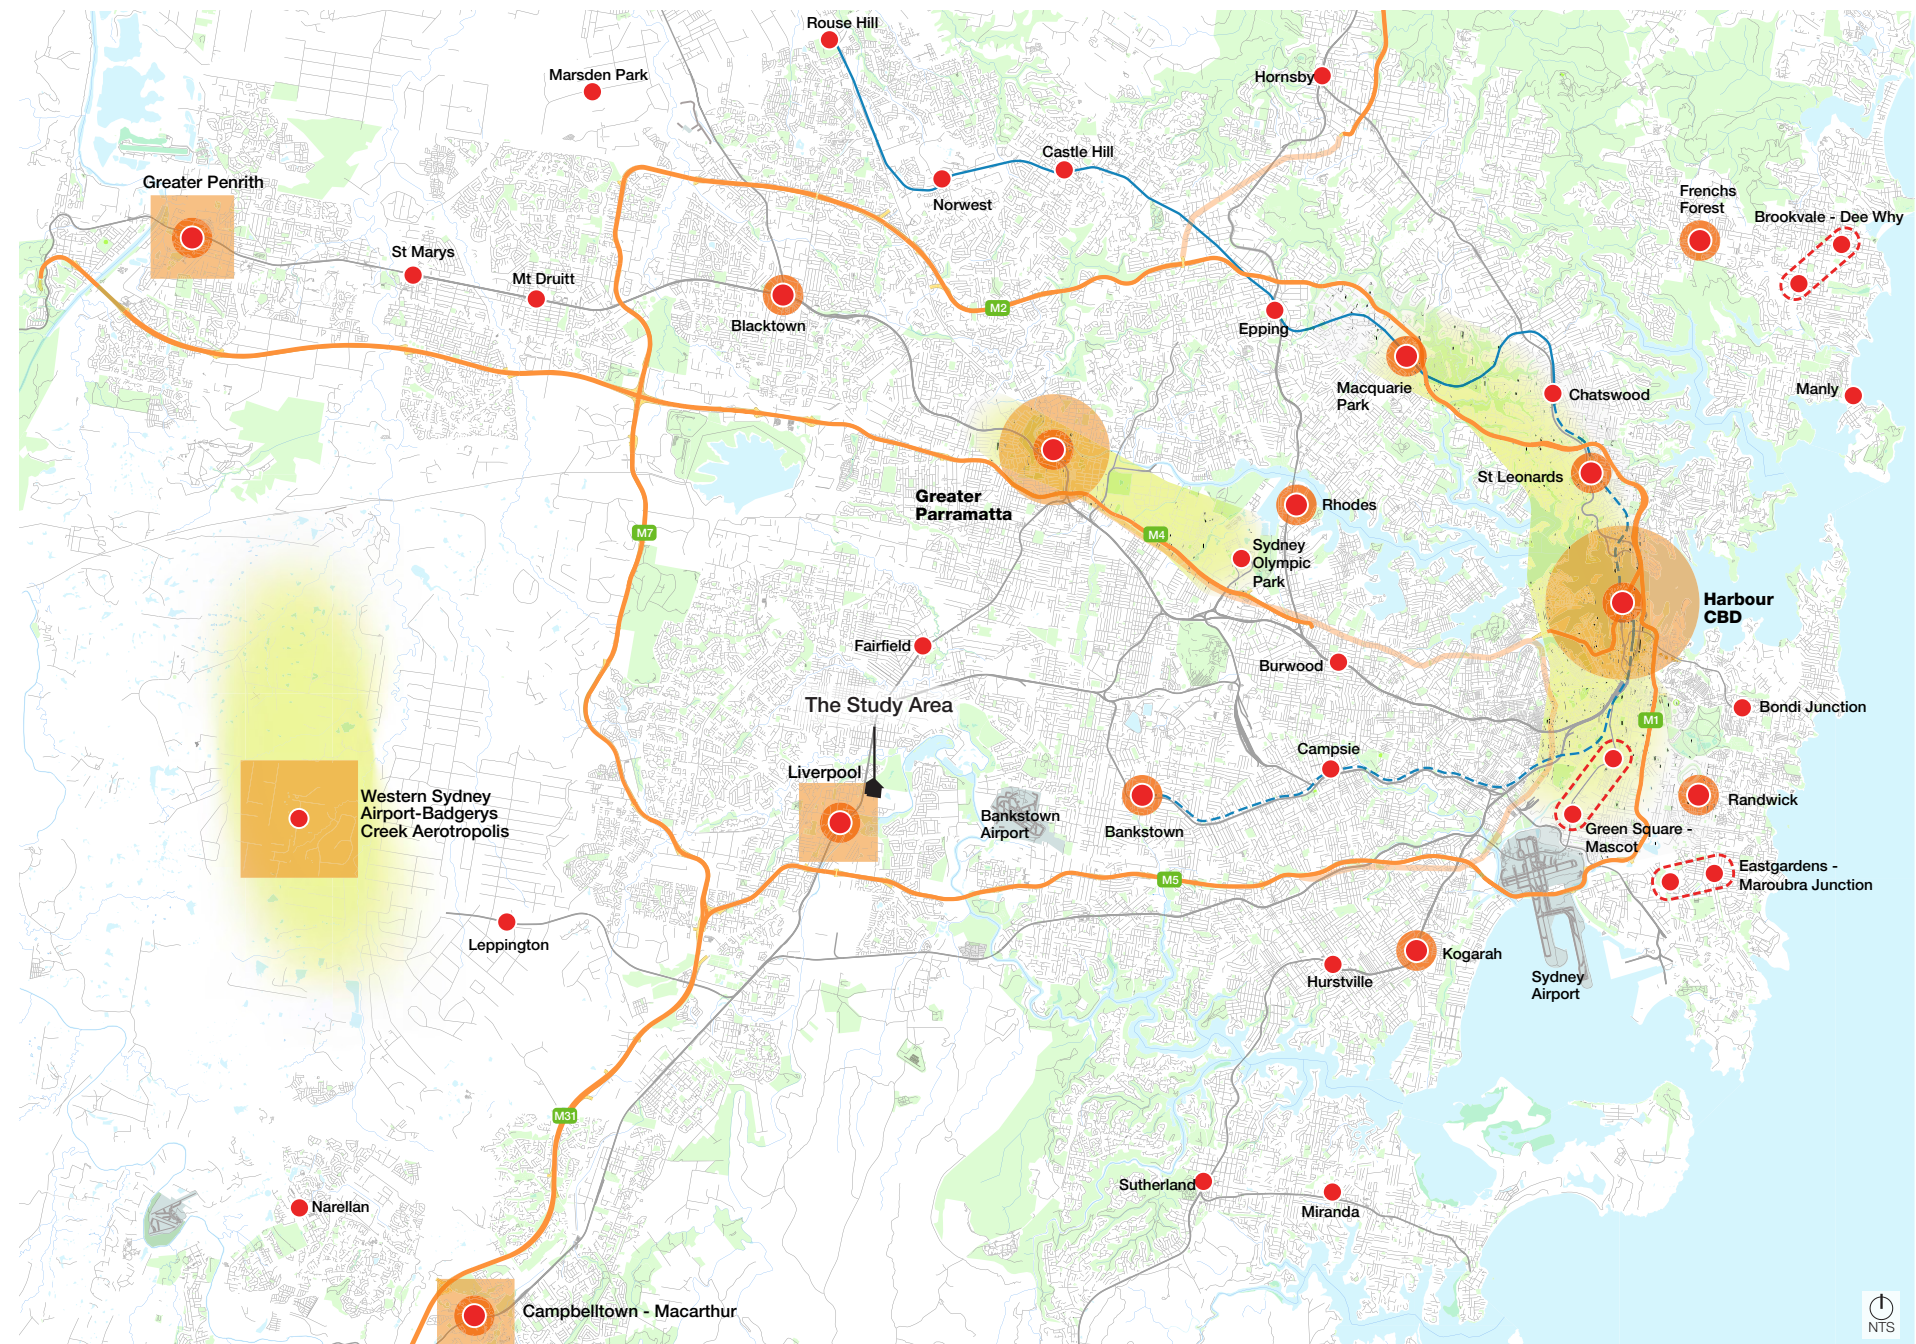 Rouse Hill
Marsden Park
Hornsby
Castle Hill
Greater Penrith
Norwest
Frenchs
Forest
Brookvale - Dee Why
St Marys
Mt Druitt
M2
Blacktown
Epping
Macquarie
Park
Chatswood
Manly
St Leonards
Greater
Parramatta
Rhodes
M7
M4
Sydney
Olympic
Park
Harbour
CBD
Fairfield
Burwood
The Study Area
Bondi Junction
M1
Campsie
Liverpool
Western Sydney
Airport-Badgerys
Creek Aerotropolis
Bankstown
Airport
Bankstown
Randwick
Green Square -
Mascot
M5
Eastgardens -
Maroubra Junction
Leppington
Kogarah
Hurstville
Sydney
Airport
M31
Sutherland
Narellan
Miranda
Campbelltown - Macarthur
NTS